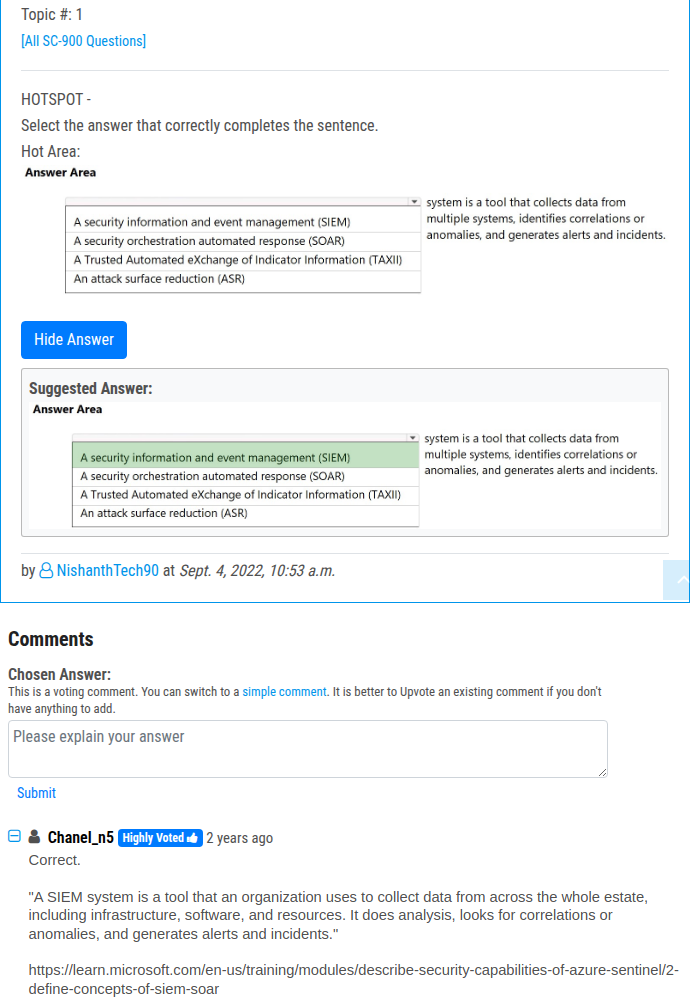 Topic #: 1
[All SC-900 Questions]
HOTSPOT -
Select the answer that correctly completes the sentence.
Hot Area:
Answer Area
system is a tool that collects data from
multiple systems, identifies correlations or
anomalies, and generates alerts and incidents.
A security information and event management (SIEM)
A security orchestration automated response (SOAR)
A Trusted Automated eXchange of Indicator Information (TAXII)
An attack surface reduction (ASR)
Hide Answer
Suggested Answer:
Answer Area
system is a tool that collects data from
multiple systems, identifies correlations or
anomalies, and generates alerts and incidents.
A security information and event management (SIEM)
A security orchestration automated response (SOAR)
A Trusted Automated eXchange of Indicator Information (TAXII)
An attack surface reduction (ASR)
by NishanthTech90 at Sept. 4, 2022, 10:53 a.m.
Comments
Chosen Answer:
This is a voting comment. You can switch to a simple comment. It is better to Upvote an existing comment if you don't
have anything to add.
Please explain your answer
Submit
Chanel_n5 Highly Voted 2 years ago
Correct.
"A SIEM system is a tool that an organization uses to collect data from across the whole estate,
including infrastructure, software, and resources. It does analysis, looks for correlations or
anomalies, and generates alerts and incidents."
https://learn.microsoft.com/en-us/training/modules/describe-security-capabilities-of-azure-sentinel/2-
define-concepts-of-siem-soar